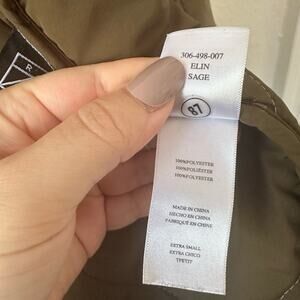 306-498-007
ELIN
SAGE
87
100%POLYESTER
100%POLIÉSTER
100%POLYESTER
MADE IN CHINA
HECHO EN CHINA
FABRIQUÉ EN CHINE
EXTRA SMALL
EXTRA CHICO
TPETIT
R